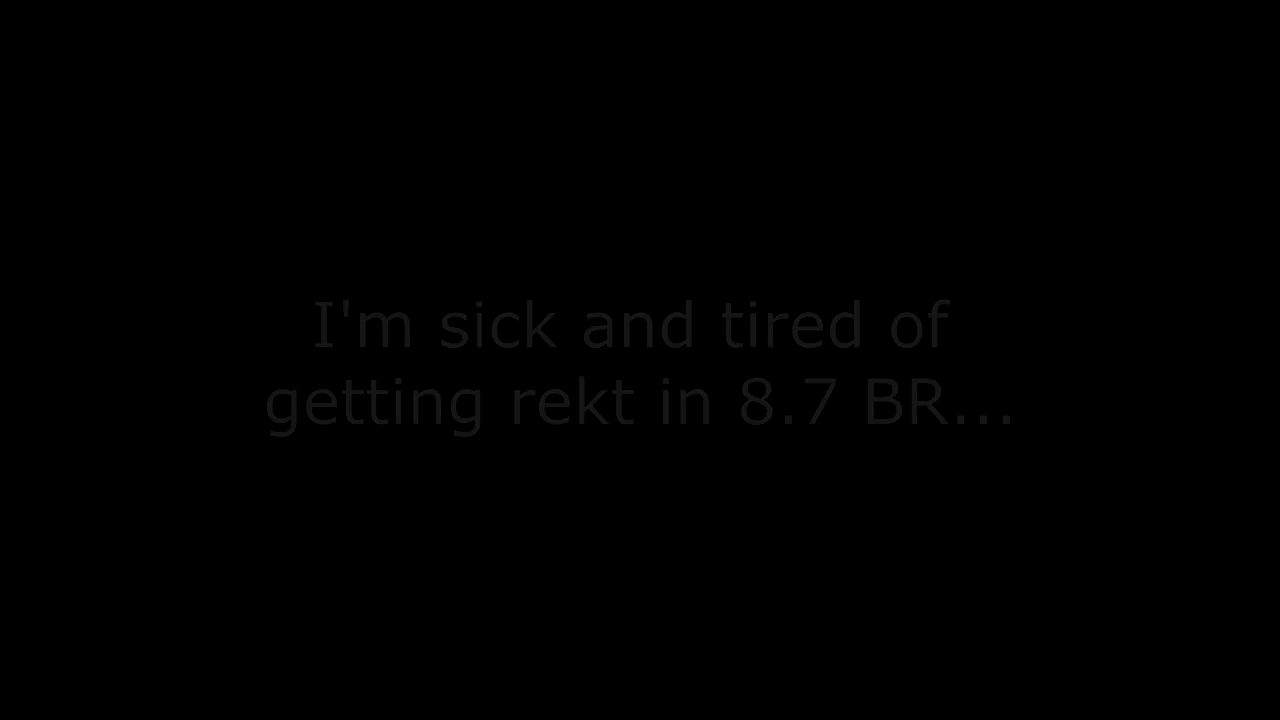 I'm sick and tired of
getting rekt in 8.7 BR...